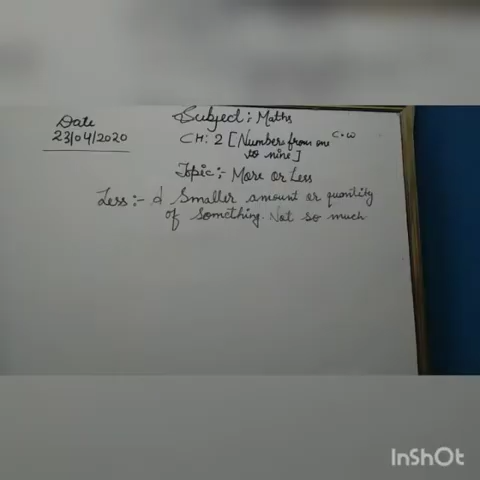 Date
23/04/2020
Subject: Maths
CH: 2 [Numbers from one C.W
to nine]
Topic:- More Or Less
Less:- A Smaller amount or quantity
of Something. Not so much
InShOt